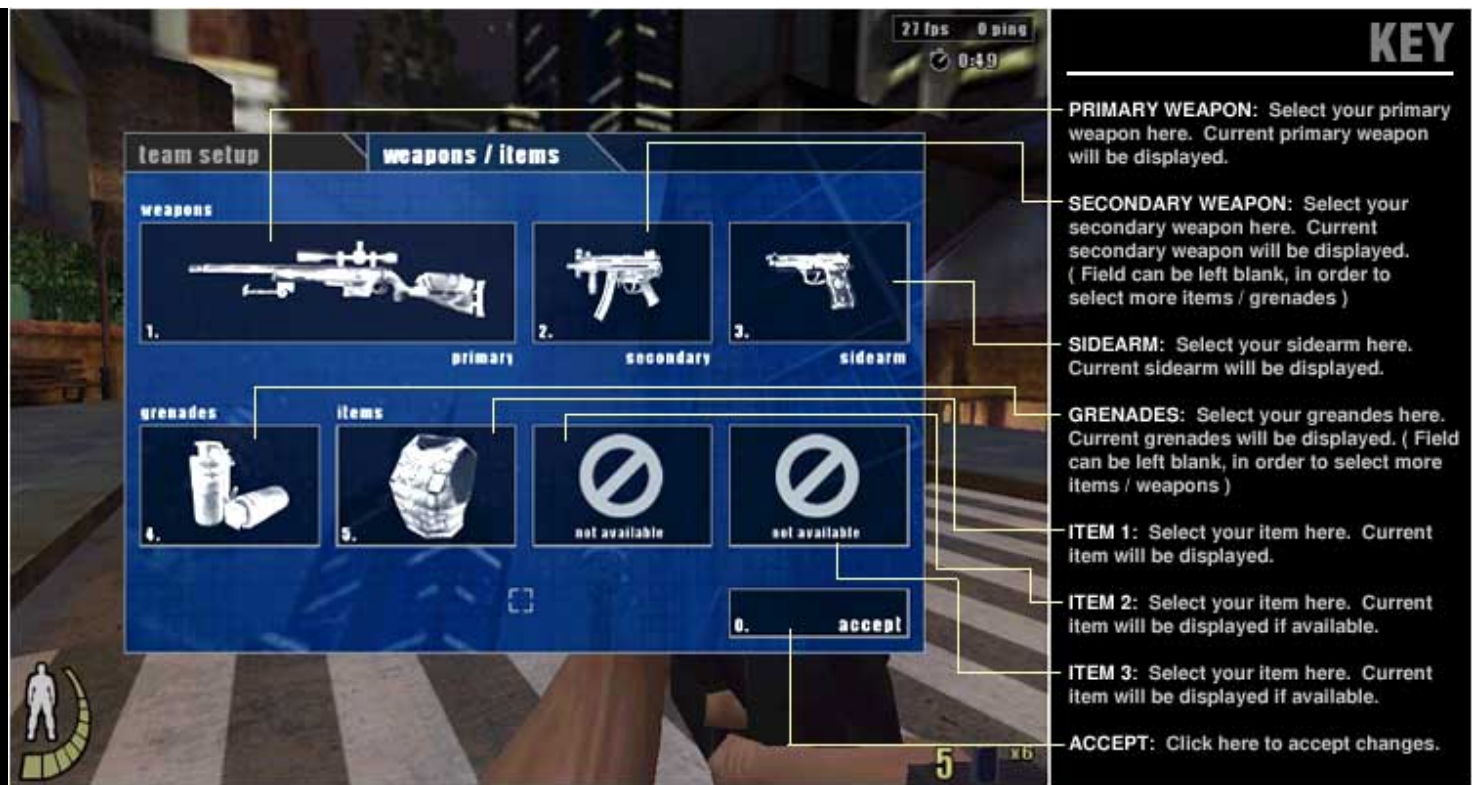 27 fps 0 ping
0:49
team setup
weapons / items
weapons
1.
primary
2.
secondary
3.
sidearm
grenades
4.
items
5.
not available
not available
0. accept
5 x6
KEY
PRIMARY WEAPON: Select your primary
weapon here. Current primary weapon
will be displayed.
SECONDARY WEAPON: Select your
secondary weapon here. Current
secondary weapon will be displayed.
( Field can be left blank, in order to
select more items / grenades )
SIDEARM: Select your sidearm here.
Current sidearm will be displayed.
GRENADES: Select your greandes here.
Current grenades will be displayed. ( Field
can be left blank, in order to select more
items / weapons )
ITEM 1: Select your item here. Current
item will be displayed.
ITEM 2: Select your item here. Current
item will be displayed if available.
ITEM 3: Select your item here. Current
item will be displayed if available.
ACCEPT: Click here to accept changes.